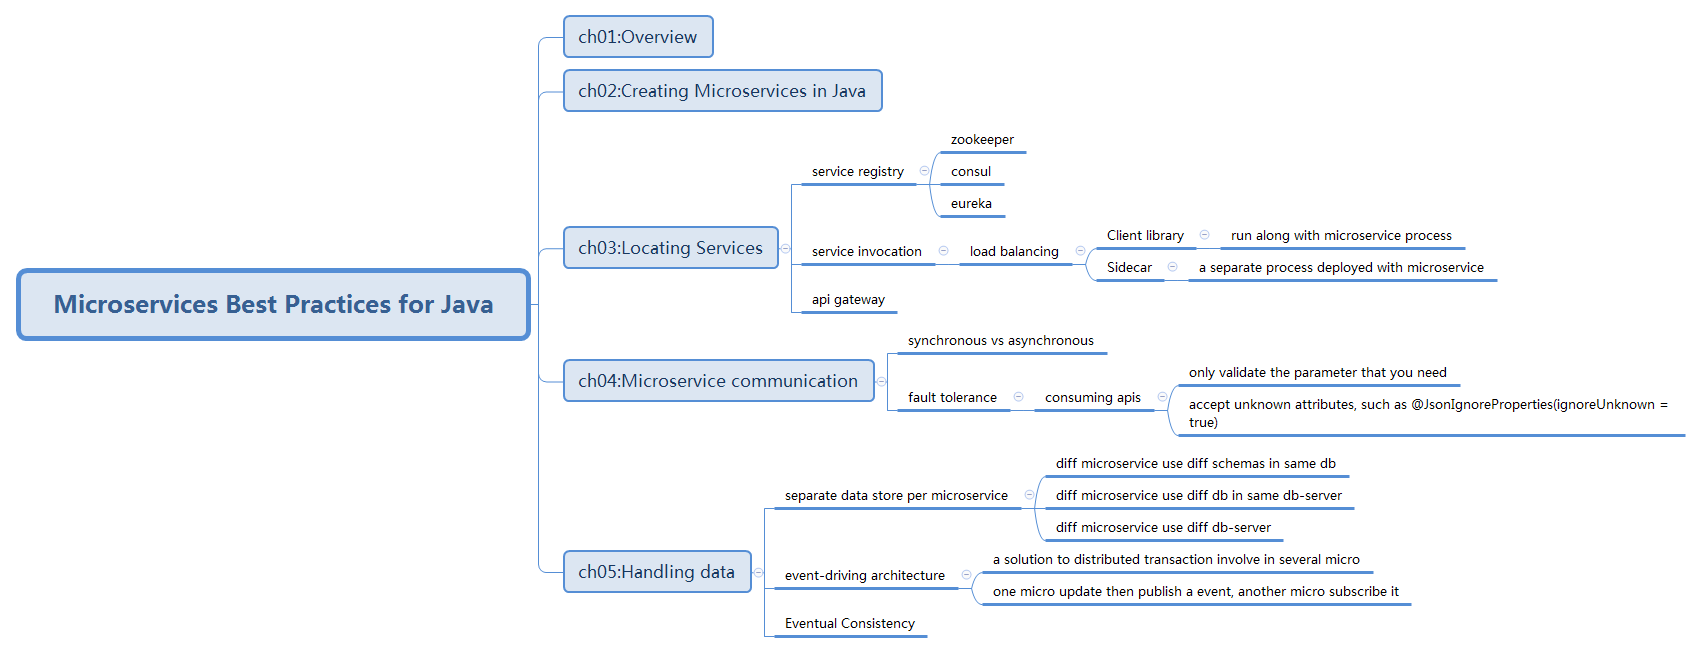 ch01:Overview
ch02:Creating Microservices in Java
zookeeper
service registry
consul
eureka
Client library
run along with microservice process
ch03:Locating Services
service invocation
load balancing
Sidecar
a separate process deployed with microservice
api gateway
Microservices Best Practices for Java
synchronous vs asynchronous
only validate the parameter that you need
ch04:Microservice communication
fault tolerance
consuming apis
accept unknown attributes, such as @JsonIgnoreProperties(ignoreUnknown =
true)
diff microservice use diff schemas in same db
separate data store per microservice
diff microservice use diff db in same db-server
diff microservice use diff db-server
a solution to distributed transaction involve in several micro
ch05:Handling data
event-driving architecture
one micro update then publish a event, another micro subscribe it
Eventual Consistency